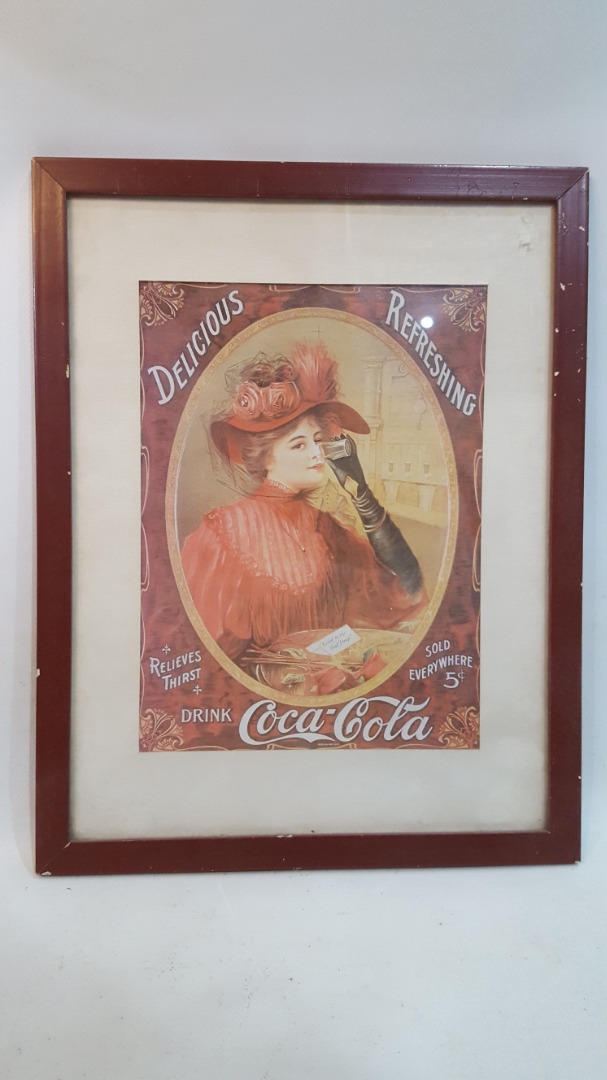 DELICIOUS
REFRESHING
RELIEVES
THIRST
SOLD
EVERYWHERE
5¢
DRINK Coca-Cola